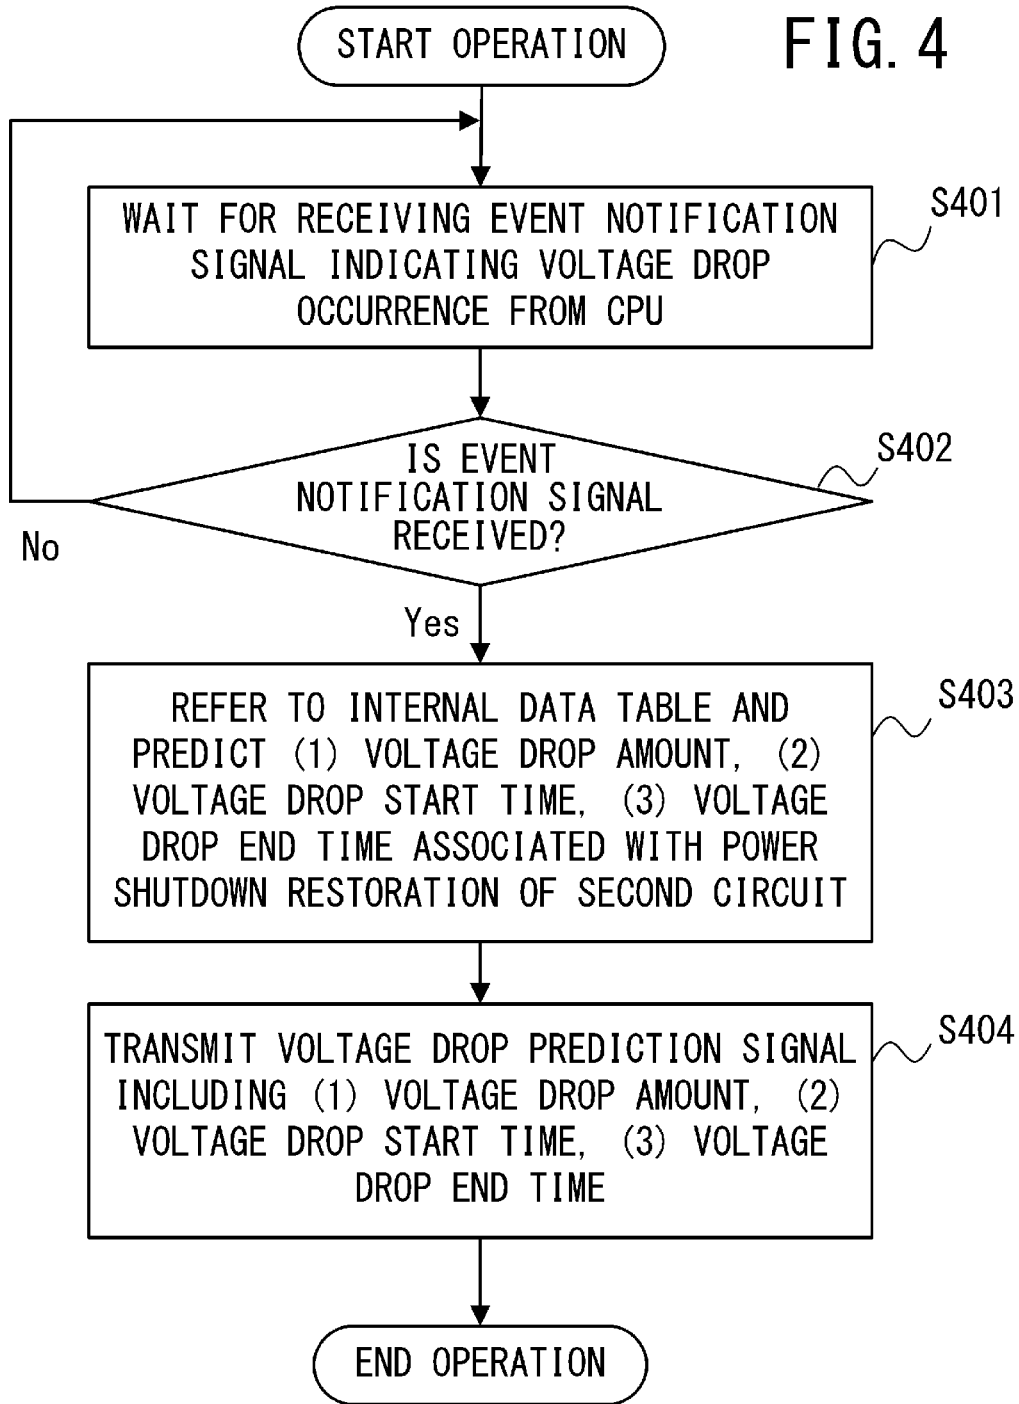 FIG. 4
START OPERATION
WAIT FOR RECEIVING EVENT NOTIFICATION
SIGNAL INDICATING VOLTAGE DROP
OCCURRENCE FROM CPU
S401
IS EVENT
NOTIFICATION SIGNAL
RECEIVED?
S402
No
Yes
REFER TO INTERNAL DATA TABLE AND
PREDICT (1) VOLTAGE DROP AMOUNT, (2)
VOLTAGE DROP START TIME, (3) VOLTAGE
DROP END TIME ASSOCIATED WITH POWER
SHUTDOWN RESTORATION OF SECOND CIRCUIT
S403
TRANSMIT VOLTAGE DROP PREDICTION SIGNAL
INCLUDING (1) VOLTAGE DROP AMOUNT, (2)
VOLTAGE DROP START TIME, (3) VOLTAGE
DROP END TIME
S404
END OPERATION